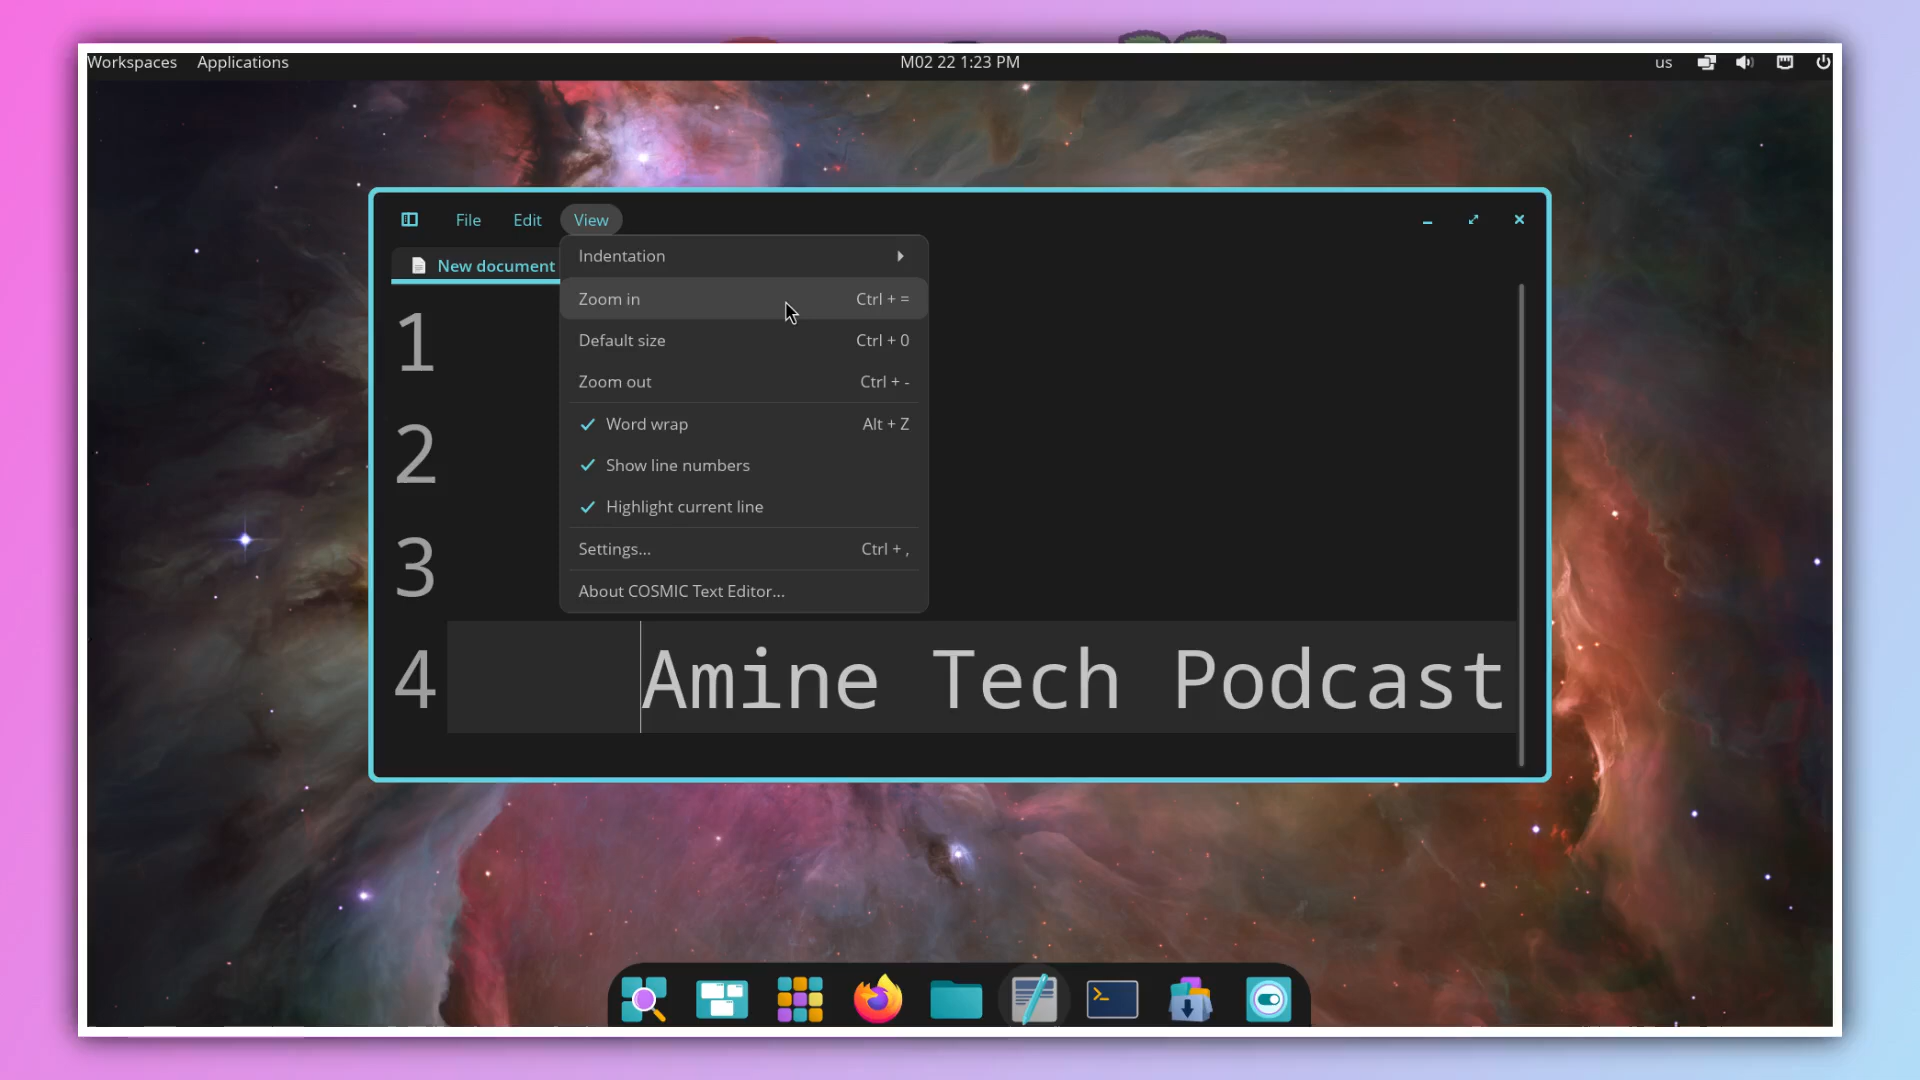 Workspaces Applications M02 22 1:23 PM us
File Edit View
New document
Indentation
Zoom in Ctrl + =
Default size Ctrl + 0
Zoom out Ctrl + -
Word wrap Alt + Z
Show line numbers
Highlight current line
Settings... Ctrl + ,
About COSMIC Text Editor...
1
2
3
4 Amine Tech Podcast